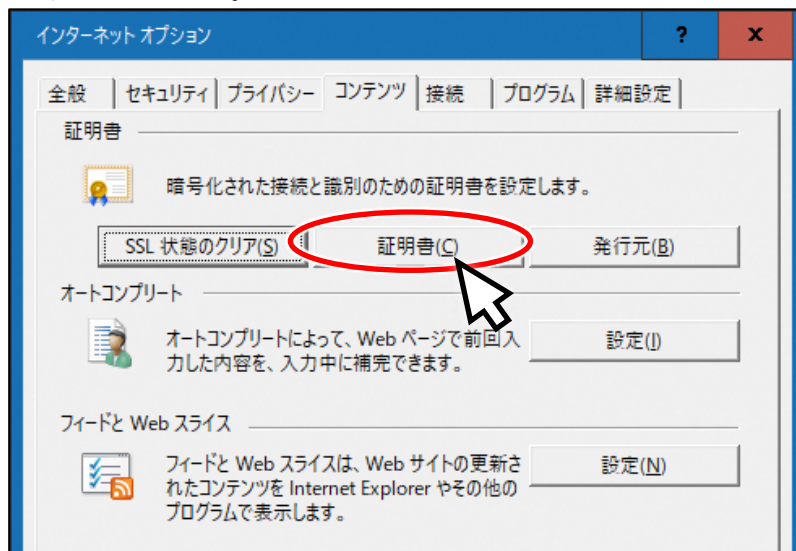 インターネット オプション ? x
全般 セキュリティ プライバシー コンテンツ 接続 プログラム 詳細設定
証明書
暗号化された接続と識別のための証明書を設定します。
SSL 状態のクリア(S) 証明書(C) 発行元(B)
オートコンプリート
オートコンプリートによって、Web ページで前回入
力した内容を、入力中に補完できます。
設定(I)
フィードと Web スライス
フィードと Web スライスは、Web サイトの更新さ
れたコンテンツを Internet Explorer やその他の
プログラムで表示します。
設定(N)